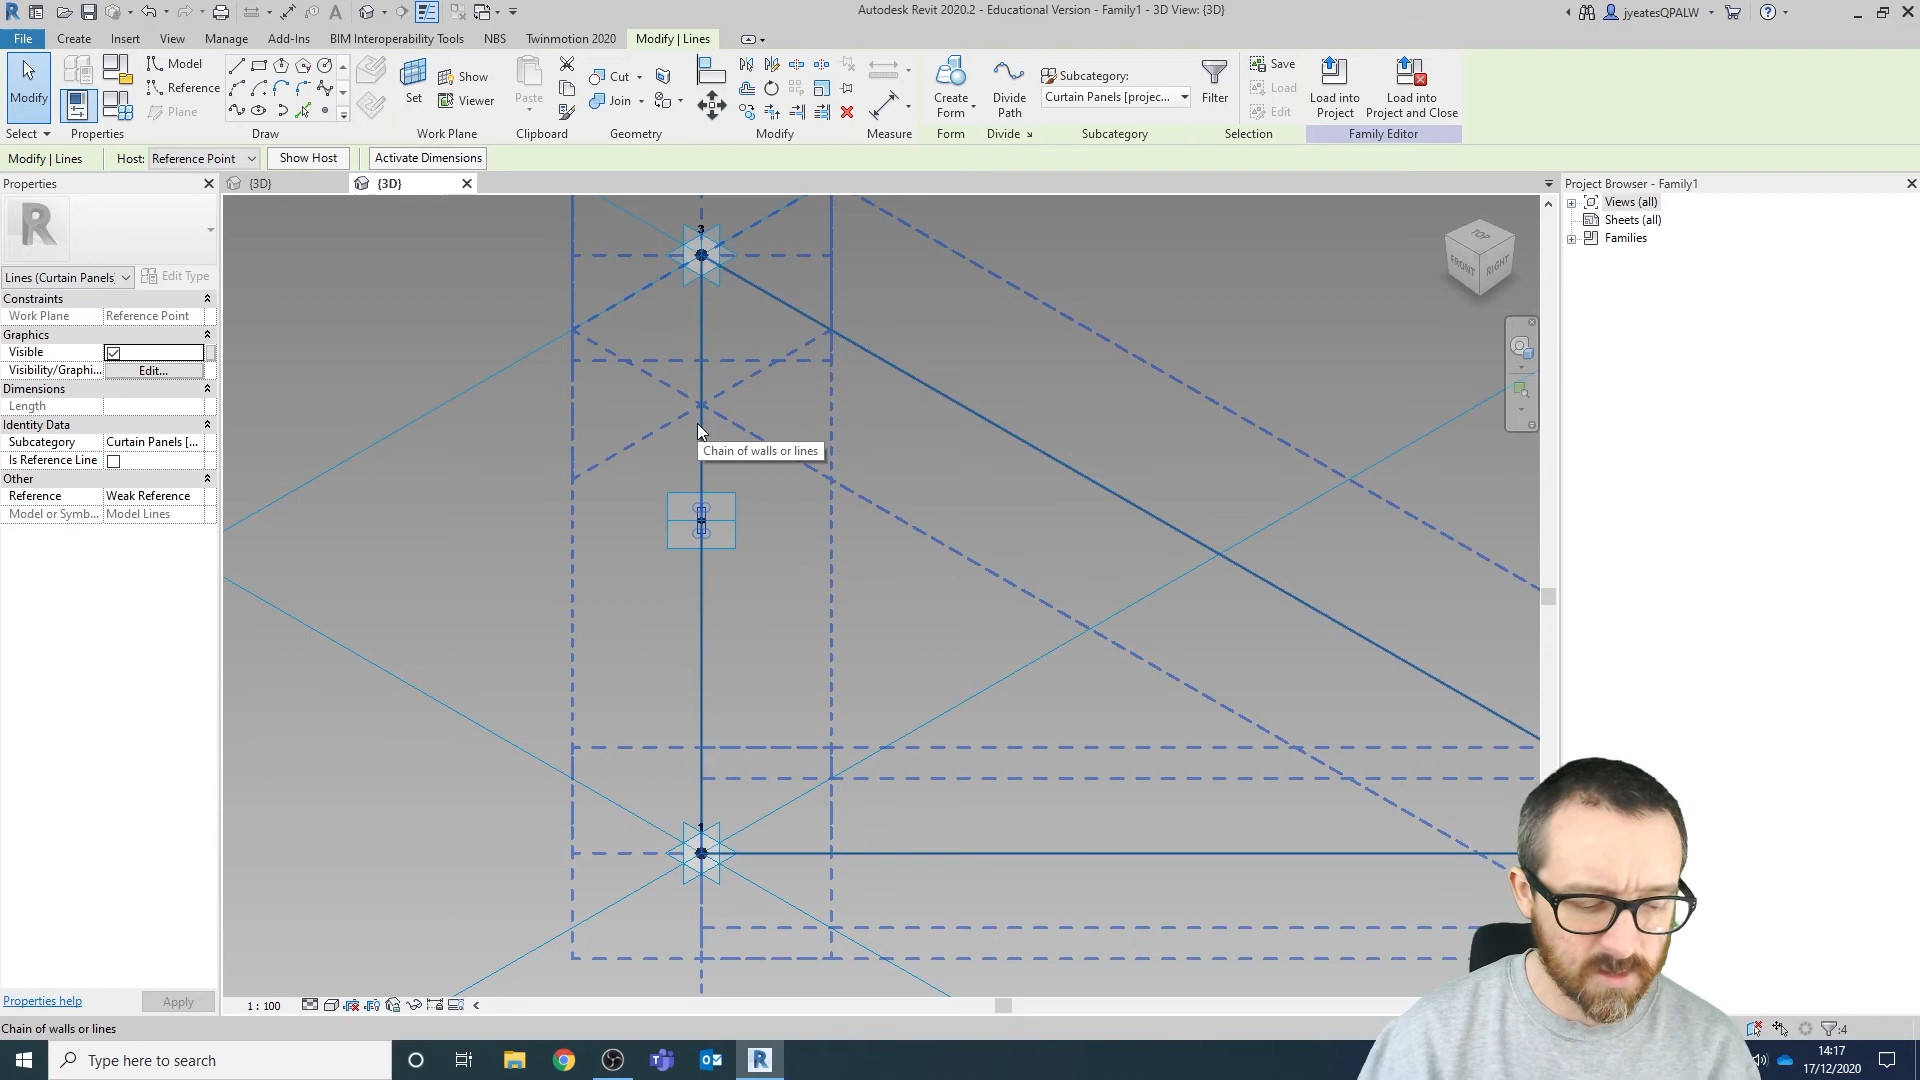 Autodesk Revit 2020.2 - Educational Version - Family1 - 3D View: {3D}
jyeatesQPALW
File Create Insert View Manage Add-Ins BIM Interoperability Tools NBS Twinmotion 2020 Modify | Lines
Modify
Select
Properties
Model
Reference
Plane
Draw
Set
Show
Viewer
Work Plane
Paste
Clipboard
Cut
Join
Geometry
Modify
Measure
Create
Form
Form
Divide
Path
Divide
Subcategory:
Curtain Panels [projec...
Subcategory
Filter
Save
Load
Edit
Selection
Load into
Project
Load into
Project and Close
Family Editor
Modify | Lines
Host: Reference Point
Show Host
Activate Dimensions
Properties
{3D}
{3D}
Project Browser - Family1
Views (all)
Sheets (all)
Families
R
Lines (Curtain Panels
Edit Type
Constraints
Work Plane Reference Point
Graphics
Visible
Visibility/Graphi... Edit...
Dimensions
Length
Identity Data
Subcategory Curtain Panels [...
Is Reference Line
Other
Reference Weak Reference
Model or Symb... Model Lines
Properties help
Apply
3
1
TOP
FRONT
RIGHT
Chain of walls or lines
1 : 100
Chain of walls or lines
:4
Type here to search
14:17
17/12/2020